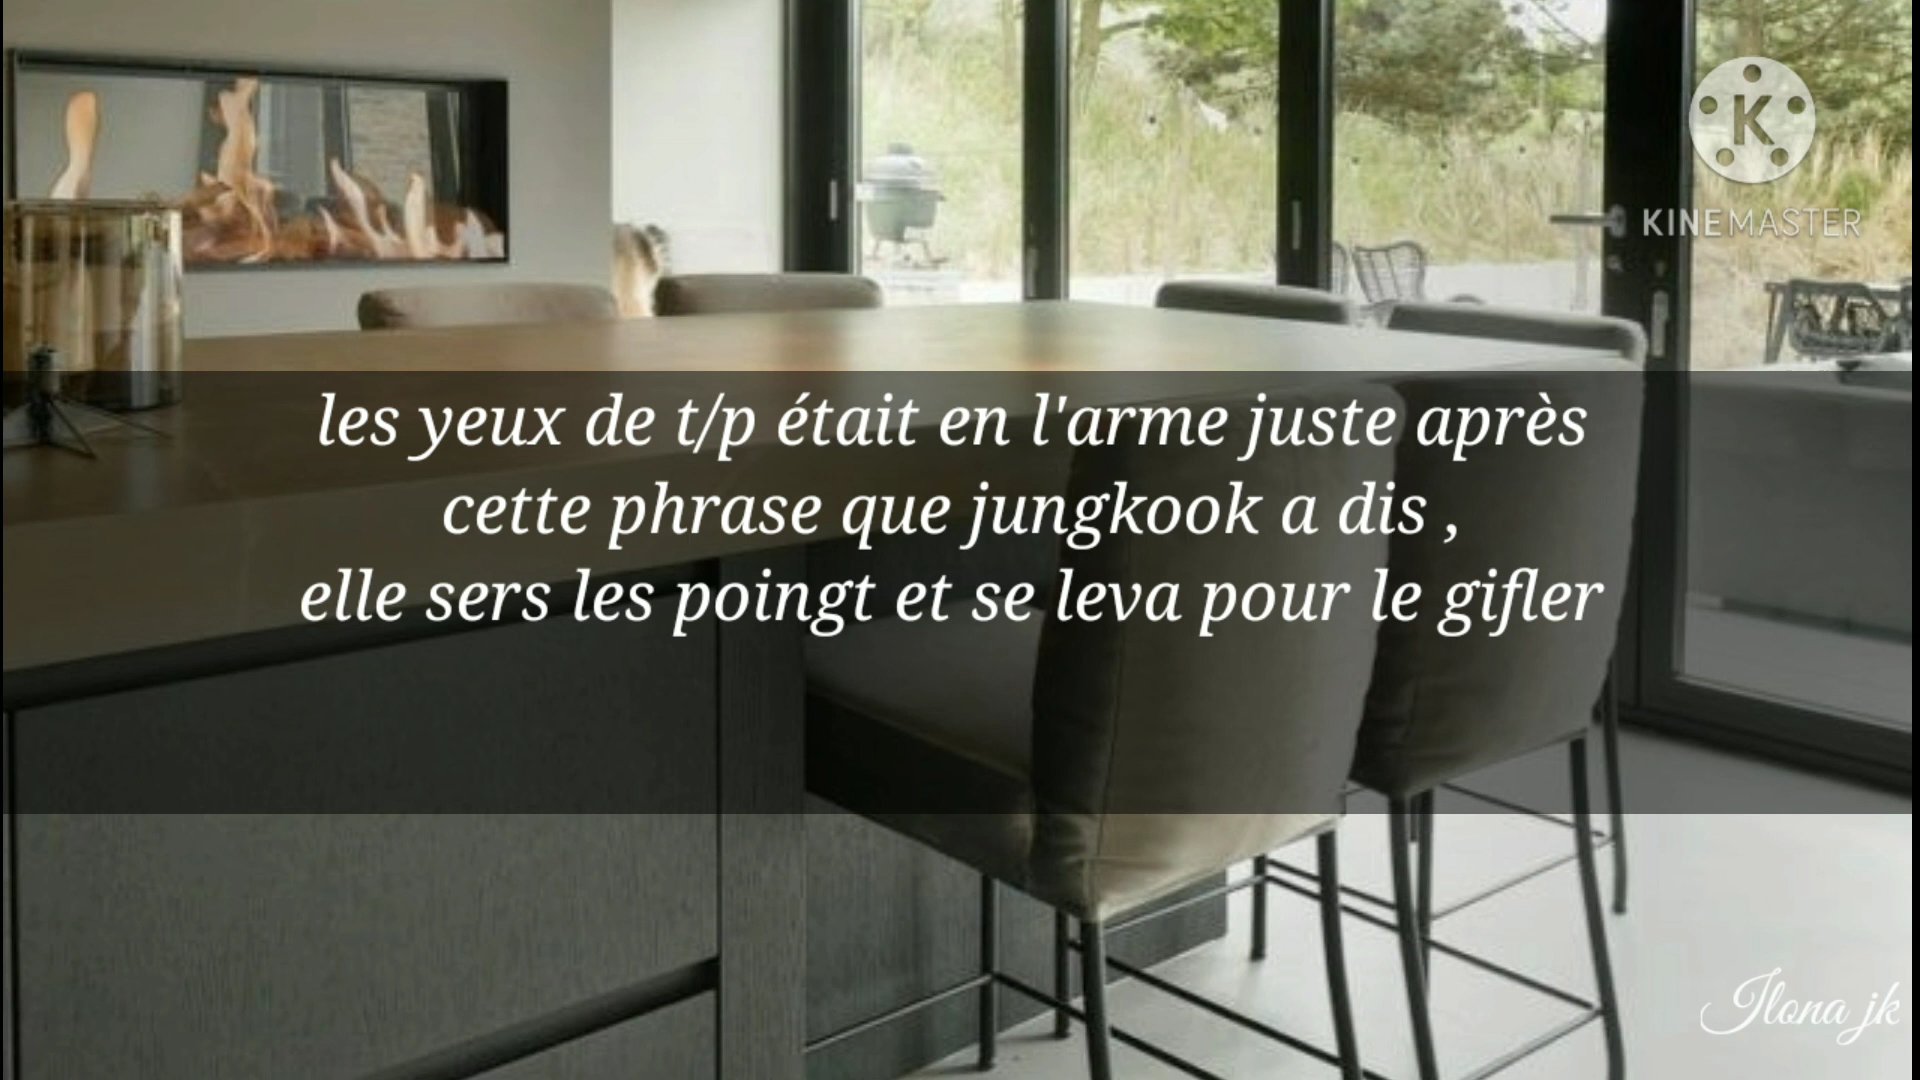 K
KINEMASTER
les yeux de t/p était en l'arme juste après
cette phrase que jungkook a dis ,
elle sers les poingt et se leva pour le gifler
Ilona jk